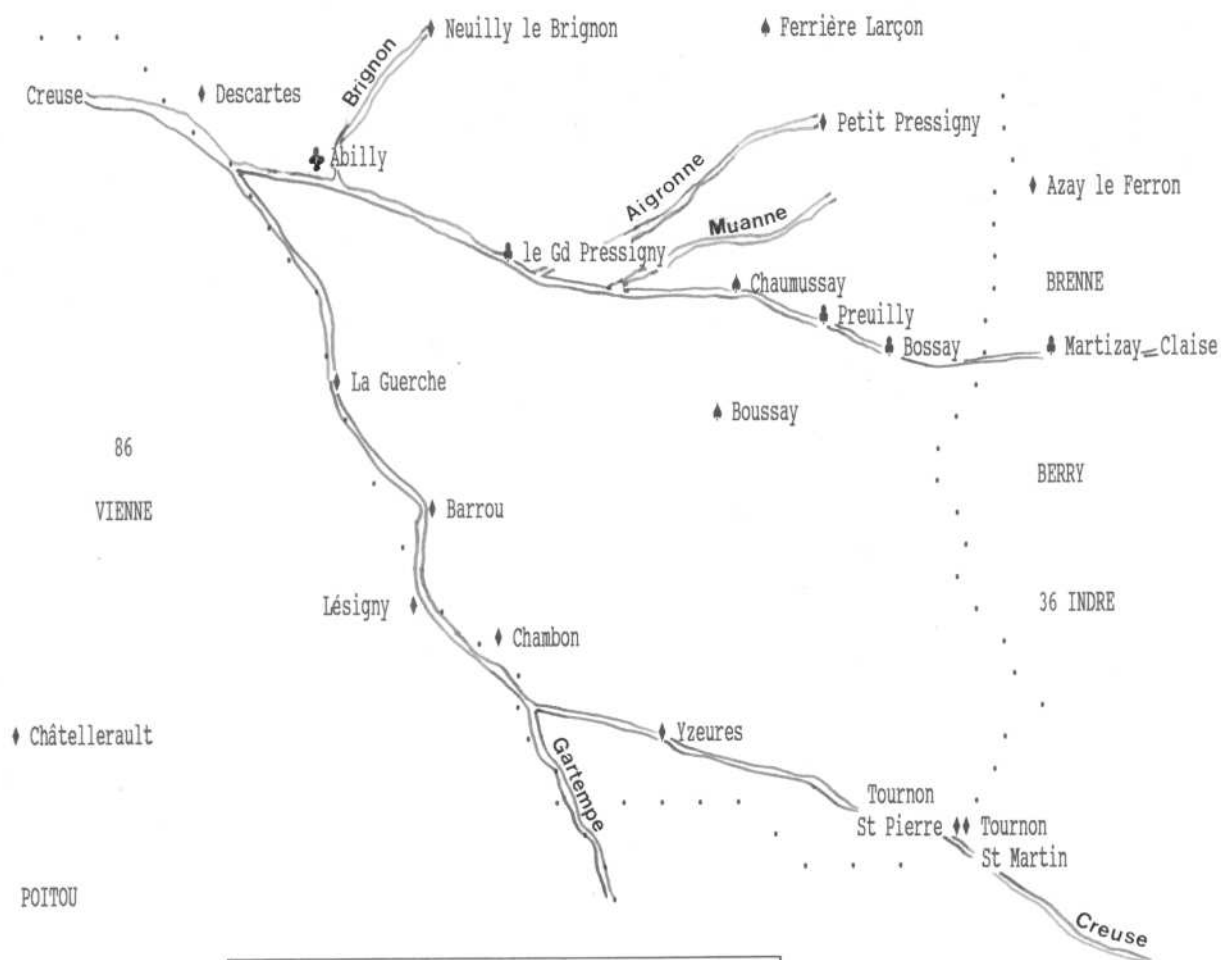 Neuilly le Brignon
Ferrière Larçon
Brignon
Creuse
Descartes
Petit Pressigny
Abilly
Aigronne
Azay le Ferron
Muanne
le Gd Pressigny
Chaumussay
BRENNE
Preuilly
Bossay
Martizay
Claise
La Guerche
Boussay
86
VIENNE
BERRY
Barrou
Lésigny
36 INDRE
Chambon
Châtellerault
Yzeures
Gartempe
Tournon
St Pierre
Tournon
St Martin
POITOU
Creuse